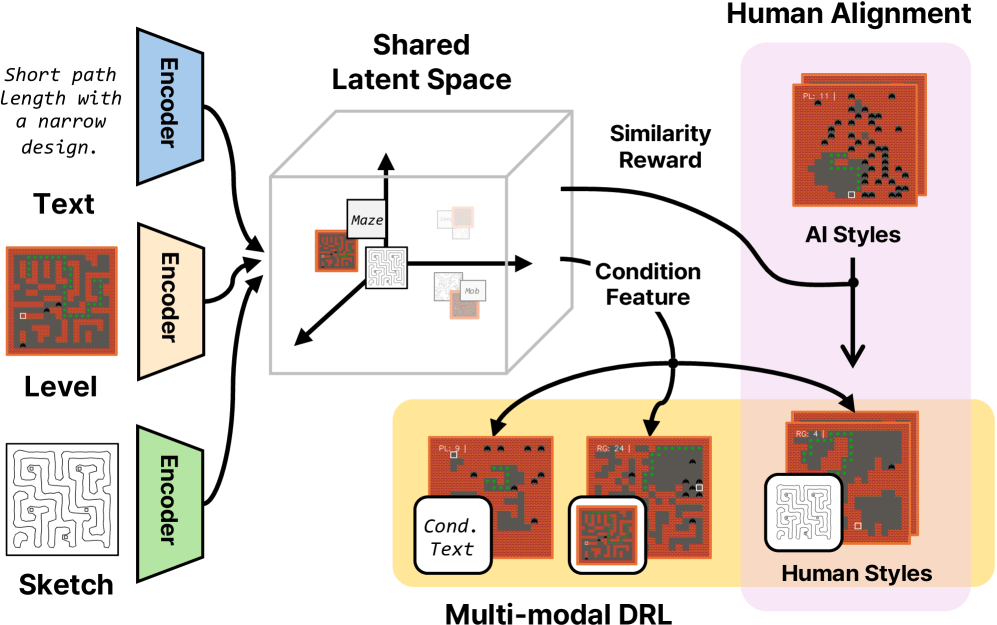 Human Alignment
Shared
Latent Space
Short path
length with
a narrow
design.
Encoder
Text
Similarity
Reward
PL: 11 |
AI Styles
Maze
Mob
Encoder
Condition
Feature
Level
Encoder
PL: 9
RG: 24 |
RG: 4 |
Cond.
Text
Sketch
Human Styles
Multi-modal DRL